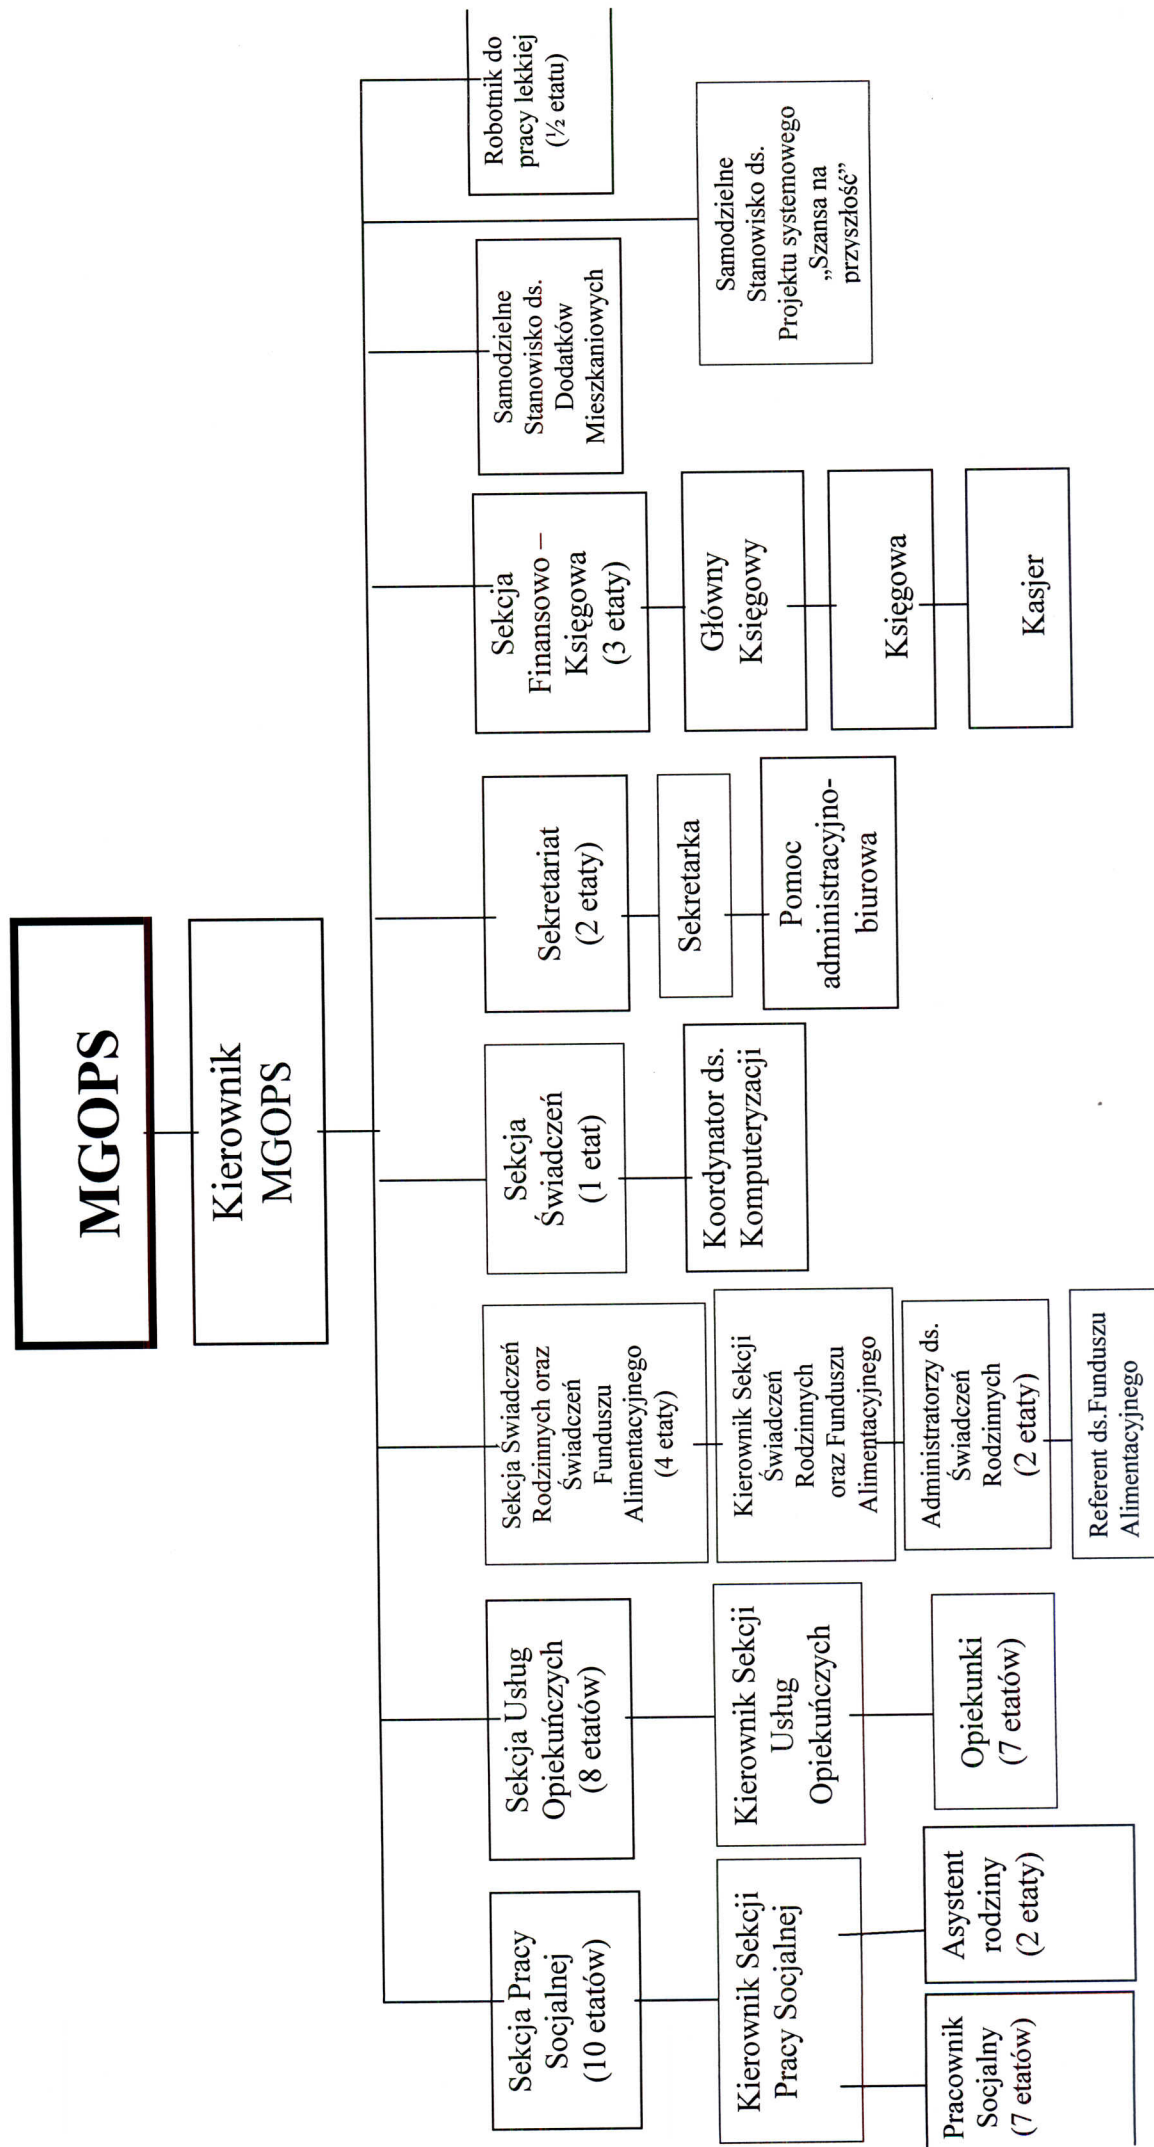 MGOPS
Kierownik
MGOPS
Sekcja Pracy
Socjalnej
(10 etatów)
Kierownik Sekcji
Pracy Socjalnej
Pracownik
Socjalny
(7 etatów)
Asystent
rodziny
(2 etaty)
Sekcja Usług
Opiekuńczych
(8 etatów)
Kierownik Sekcji
Usług
Opiekuńczych
Opiekunki
(7 etatów)
Sekcja Świadczeń
Rodzinnych oraz
Świadczeń
Funduszu
Alimentacyjnego
(4 etaty)
Kierownik Sekcji
Świadczeń
Rodzinnych
oraz Funduszu
Alimentacyjnego
Administratorzy ds.
Świadczeń
Rodzinnych
(2 etaty)
Referent ds.Funduszu
Alimentacyjnego
Sekcja
Świadczeń
(1 etat)
Koordynator ds.
Komputeryzacji
Sekretariat
(2 etaty)
Sekretarka
Pomoc
administracyjno-
biurowa
Sekcja
Finansowo –
Księgowa
(3 etaty)
Główny
Księgowy
Księgowa
Kasjer
Samodzielne
Stanowisko ds.
Dodatków
Mieszkaniowych
Samodzielne
Stanowisko ds.
Projektu systemowego
„Szansa na
przyszłość”
Robotnik do
pracy lekkiej
(½ etatu)